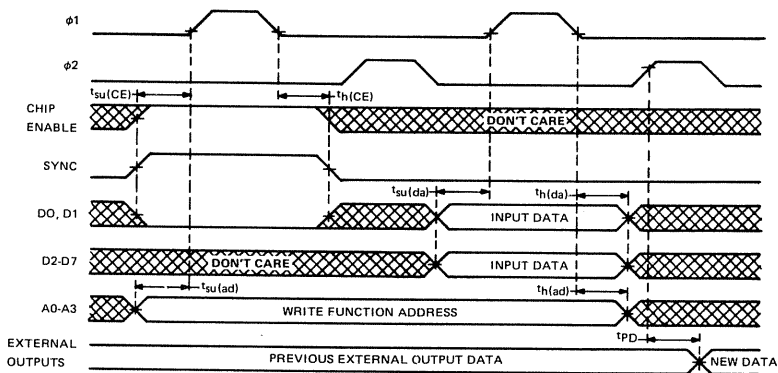 φ1
φ2
tsu(CE)
th(CE)
CHIP
ENABLE
DON'T CARE
SYNC
tsu(da)
th(da)
DO, D1
INPUT DATA
D2-D7
DON'T CARE
INPUT DATA
tsu(ad)
th(ad)
A0-A3
WRITE FUNCTION ADDRESS
tPD
EXTERNAL
OUTPUTS
PREVIOUS EXTERNAL OUTPUT DATA
NEW DATA